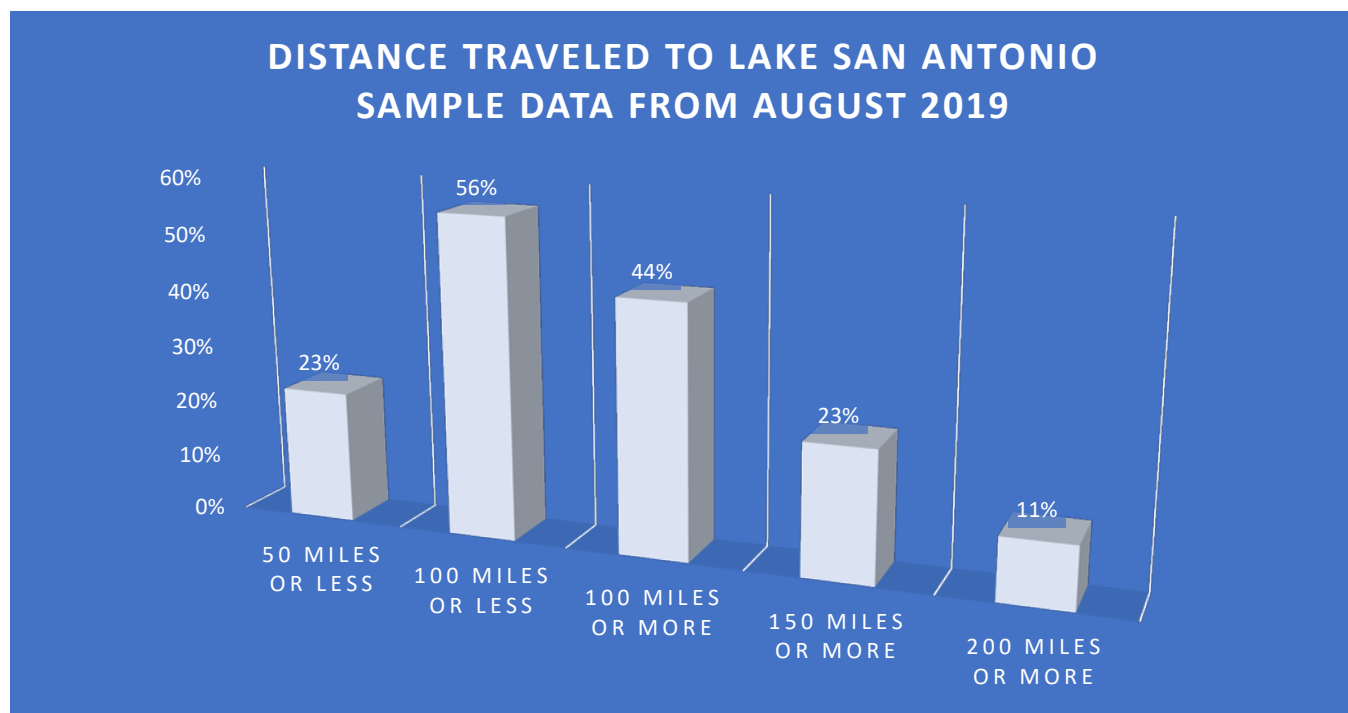 DISTANCE TRAVELED TO LAKE SAN ANTONIO
SAMPLE DATA FROM AUGUST 2019
60%
50%
40%
30%
20%
10%
0%
23%
56%
44%
23%
11%
50 MILES
OR LESS
100 MILES
OR LESS
100 MILES
OR MORE
150 MILES
OR MORE
200 MILES
OR MORE